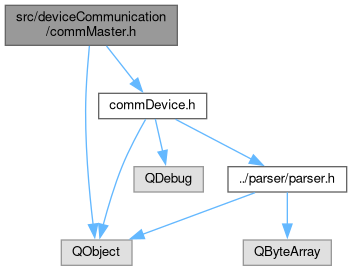 src/deviceCommunication
/commMaster.h
commDevice.h
QDebug
../parser/parser.h
QObject
QByteArray